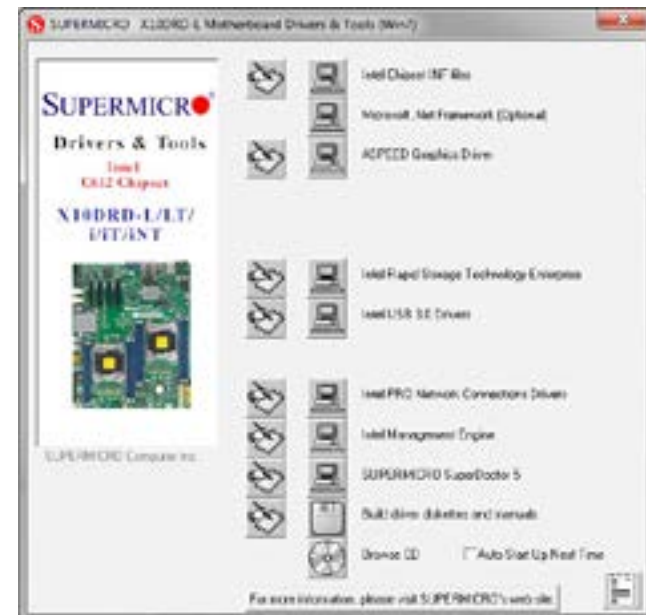 SUPERMICRO X10DRD-L Motherboard Drivers & Tools (Win7)
SUPERMICRO
Drivers & Tools
Intel
C612 Chipset
X10DRD-L/LT/
i/iT/iNT
SUPERMICRO Computer Inc.
Intel Chipset INF files
Microsoft .Net Framework (Optional)
ASPEED Graphics Driver
Intel Rapid Storage Technology Enterprise
Intel USB 3.0 Drivers
Intel PRO Network Connections Drivers
Intel Management Engine
SUPERMICRO SuperDoctor 5
Build driver diskettes and manuals
Browse CD
Auto Start Up Next Time
For more information, please visit SUPERMICRO's web site